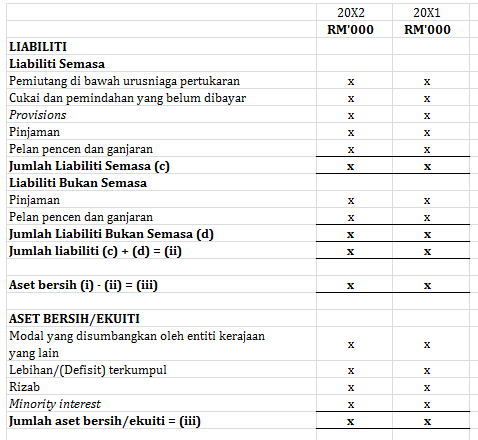 20X2 20X1
RM'000 RM'000
LIABILITI
Liabiliti Semasa
Pemiutang di bawah urusniaga pertukaran x x
Cukai dan pemindahan yang belum dibayar x x
Provisions x x
Pinjaman x x
Pelan pencen dan ganjaran x x
Jumlah Liabiliti Semasa (c) x x
Liabiliti Bukan Semasa
Pinjaman x x
Pelan pencen dan ganjaran x x
Jumlah Liabiliti Bukan Semasa (d) x x
Jumlah liabiliti (c) + (d) = (ii) x x
Aset bersih (i) - (ii) = (iii) x x
ASET BERSIH/EKUITI
Modal yang disumbangkan oleh entiti kerajaan
yang lain x x
Lebihan/(Defisit) terkumpul x x
Rizab x x
Minority interest x x
Jumlah aset bersih/ekuiti = (iii) x x